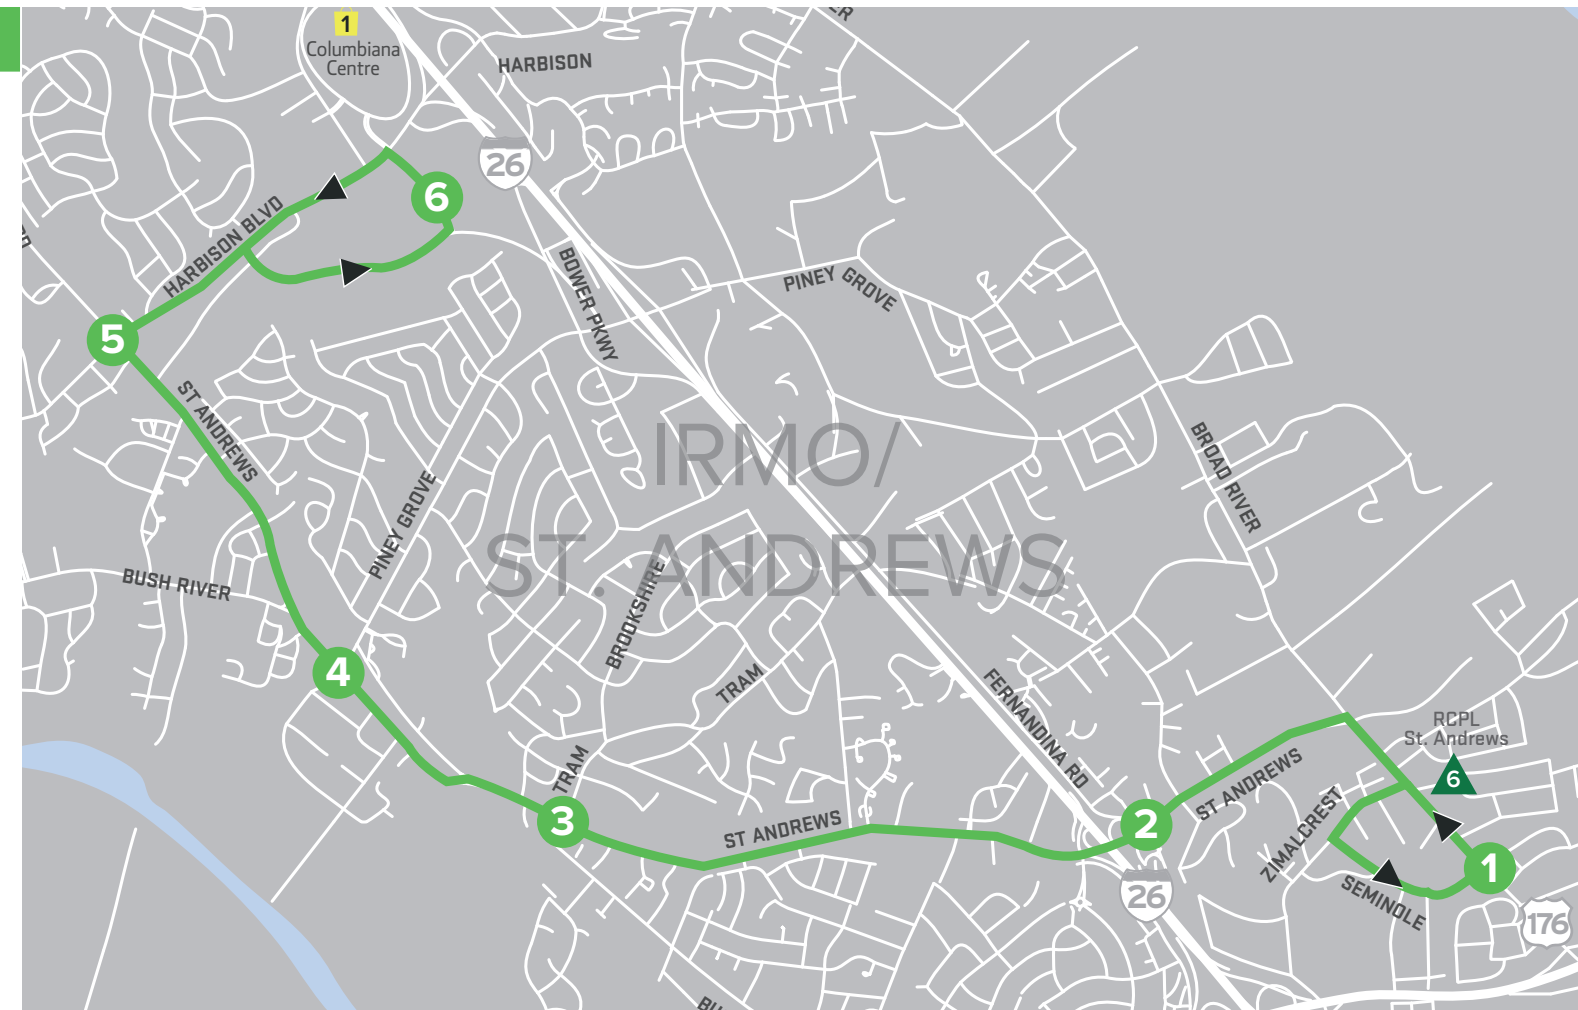 1
Columbiana
Centre
HARBISON
26
6
HARBISON BLVD
BOWER PKWY
PINEY GROVE
5
ST ANDREWS
IRMO/
ST. ANDREWS
BROAD RIVER
PINEY GROVE
BUSH RIVER
BROOKSHIRE
4
TRAM
FERNANDINA RD
RCPL
St. Andrews
6
TRAM
3
ST ANDREWS
2
ST ANDREWS
ZIMALCREST
SEMINOLE
1
26
176